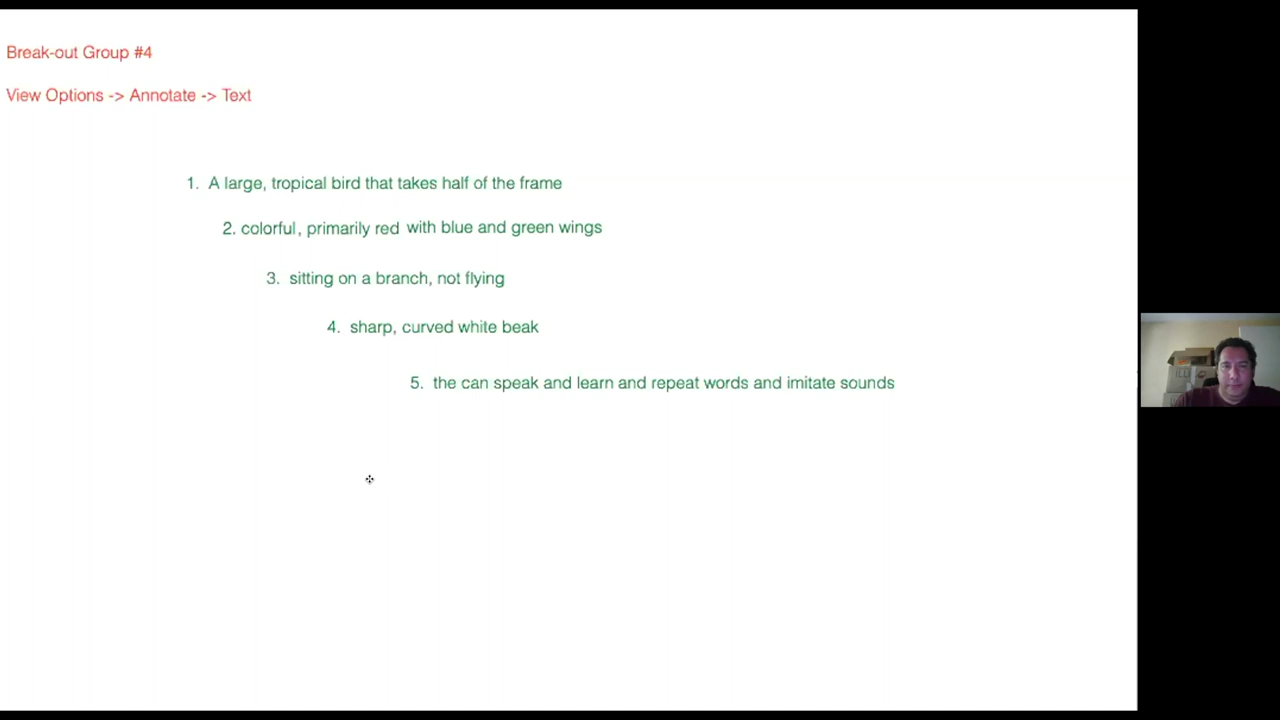 Break-out Group #4
View Options -> Annotate -> Text
1. A large, tropical bird that takes half of the frame
2. colorful, primarily red with blue and green wings
3. sitting on a branch, not flying
4. sharp, curved white beak
5. the can speak and learn and repeat words and imitate sounds